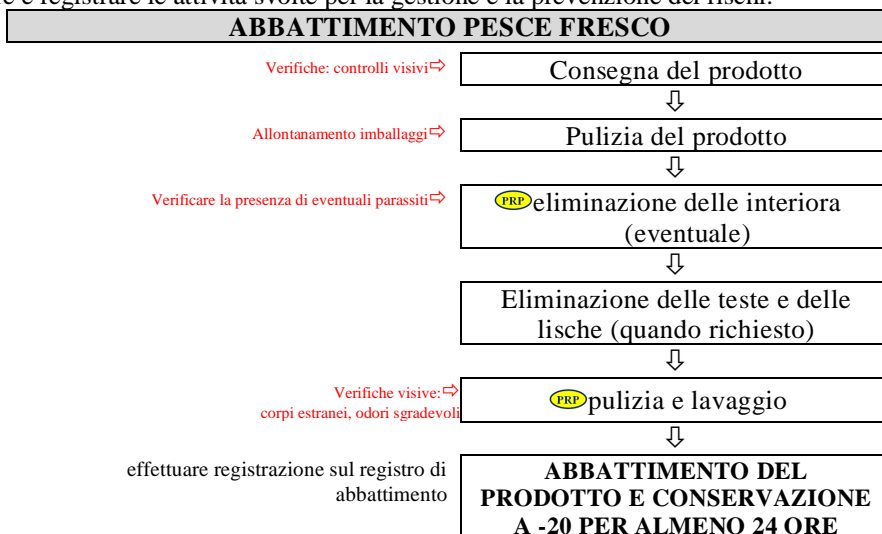 e registrare le attività svolte per la gestione e la prevenzione dei rischi.
ABBATTIMENTO PESCE FRESCO
Verifiche: controlli visivi⇨
Consegna del prodotto
⇩
Allontanamento imballaggi⇨
Pulizia del prodotto
⇩
Verificare la presenza di eventuali parassiti⇨
PRP eliminazione delle interiora
(eventuale)
⇩
Eliminazione delle teste e delle
lische (quando richiesto)
⇩
Verifiche visive:⇨
corpi estranei, odori sgradevoli
PRP pulizia e lavaggio
⇩
effettuare registrazione sul registro di
abbattimento
ABBATTIMENTO DEL
PRODOTTO E CONSERVAZIONE
A -20 PER ALMENO 24 ORE